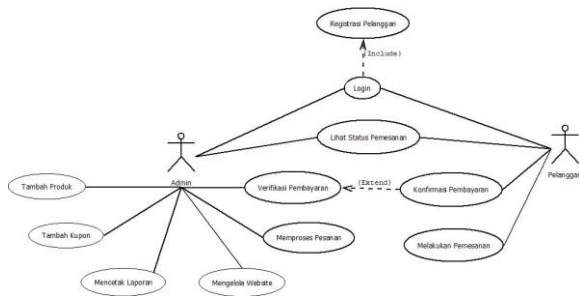 Registrasi Pelanggan
(Include)
Login
Lihat Status Pemesanan
Admin
Pelanggan
Tambah Produk
Verifikasi Pembayaran
(Extend)
Konfirmasi Pembayaran
Tambah Kupon
Memproses Pesanan
Melakukan Pemesanan
Mencetak Laporan
Mengelola Website